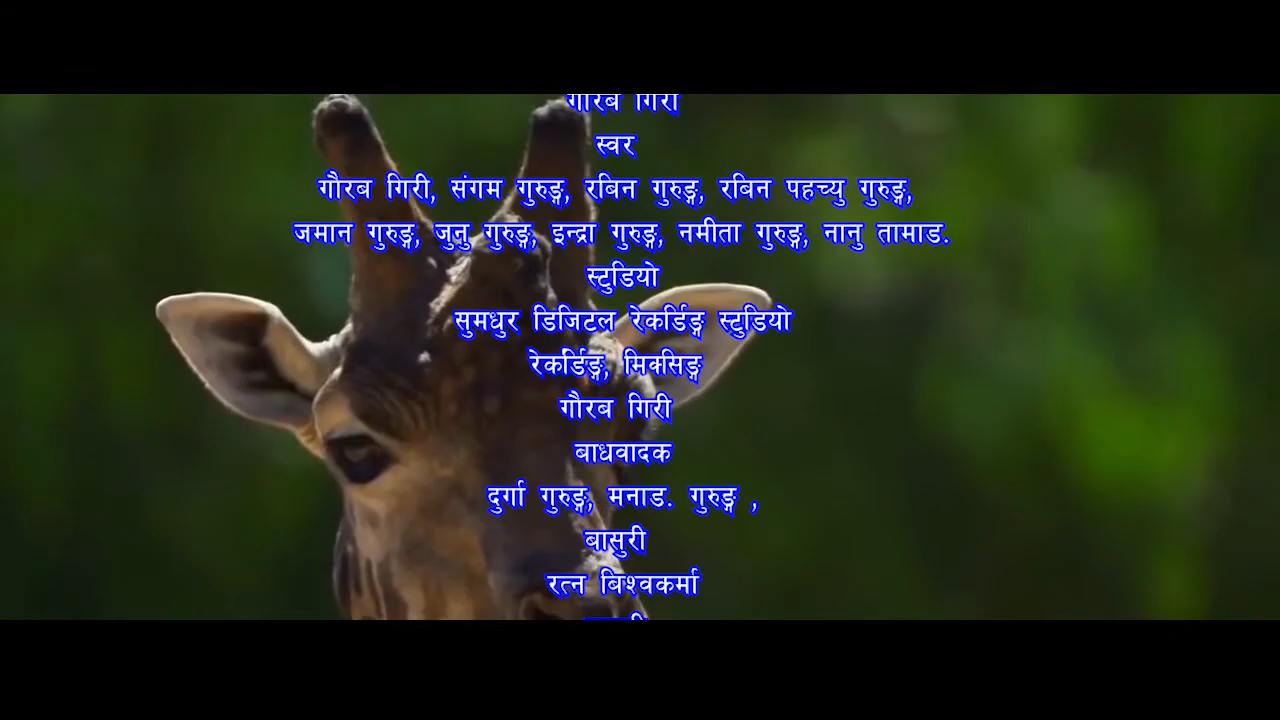 गौरब गिरी
स्वर
गौरब गिरी, संगम गुरुङ्ग, रबिन गुरुङ्ग, रबिन पहच्यु गुरुङ्ग,
जमान गुरुङ्ग, जुनु गुरुङ्ग, इन्द्रा गुरुङ्ग, नमीता गुरुङ्ग, नानु तामाड.
स्टुडियो
सुमधुर डिजिटल रेकर्डिङ्ग स्टुडियो
रेकर्डिङ्ग, मिक्सिङ्ग
गौरब गिरी
बाधवादक
दुर्गा गुरुङ्ग, मनाड. गुरुङ्ग ,
बासुरी
रत्न बिश्वकर्मा